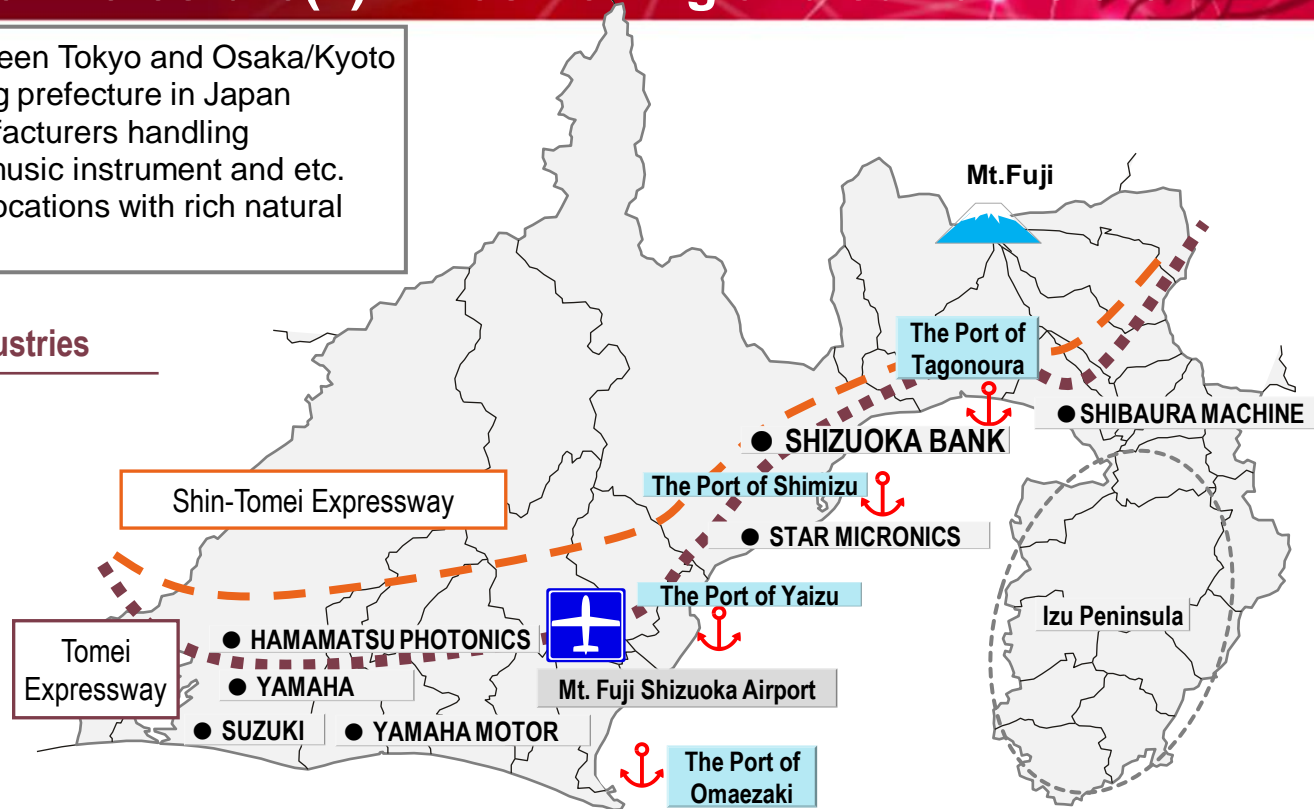 een Tokyo and Osaka/Kyoto
g prefecture in Japan
facturers handling
music instrument and etc.
ocations with rich natural
Mt.Fuji
ustries
The Port of
Tagonoura
SHIBAURA MACHINE
SHIZUOKA BANK
Shin-Tomei Expressway
The Port of Shimizu
STAR MICRONICS
The Port of Yaizu
Izu Peninsula
Tomei
Expressway
HAMAMATSU PHOTONICS
YAMAHA
Mt. Fuji Shizuoka Airport
SUZUKI
YAMAHA MOTOR
The Port of
Omaezaki